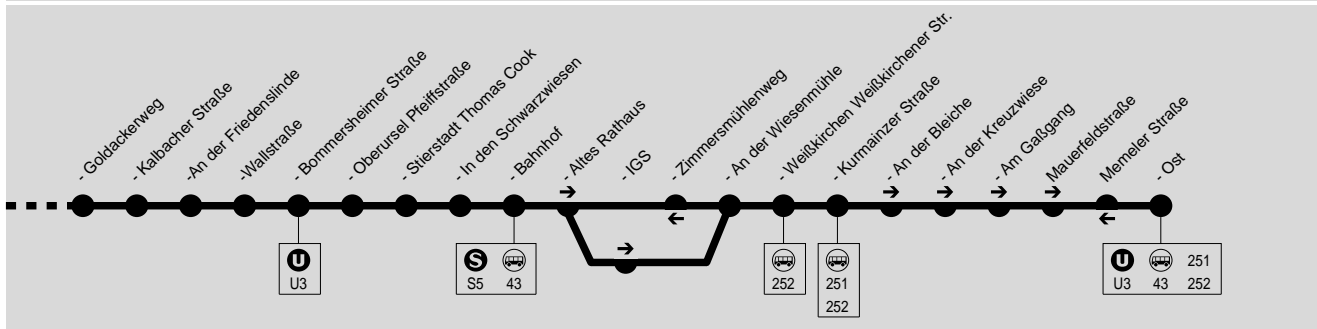 - Goldackerweg
- Kalbacher Straße
-An der Friedenslinde
-Wallstraße
- Bommersheimer Straße
- Oberursel Pfeiffstraße
- Stierstadt Thomas Cook
- In den Schwarzwiesen
- Bahnhof
- Altes Rathaus
- IGS
- Zimmersmühlenweg
- An der Wiesenmühle
- Weißkirchen Weißkirchener Str.
- Kurmainzer Straße
- An der Bleiche
- An der Kreuzwiese
- Am Gaßgang
Mauerfeldstraße
Memeler Straße
- Ost
U
U3
S
S5 43
252
251
252
U 251
U3 43 252